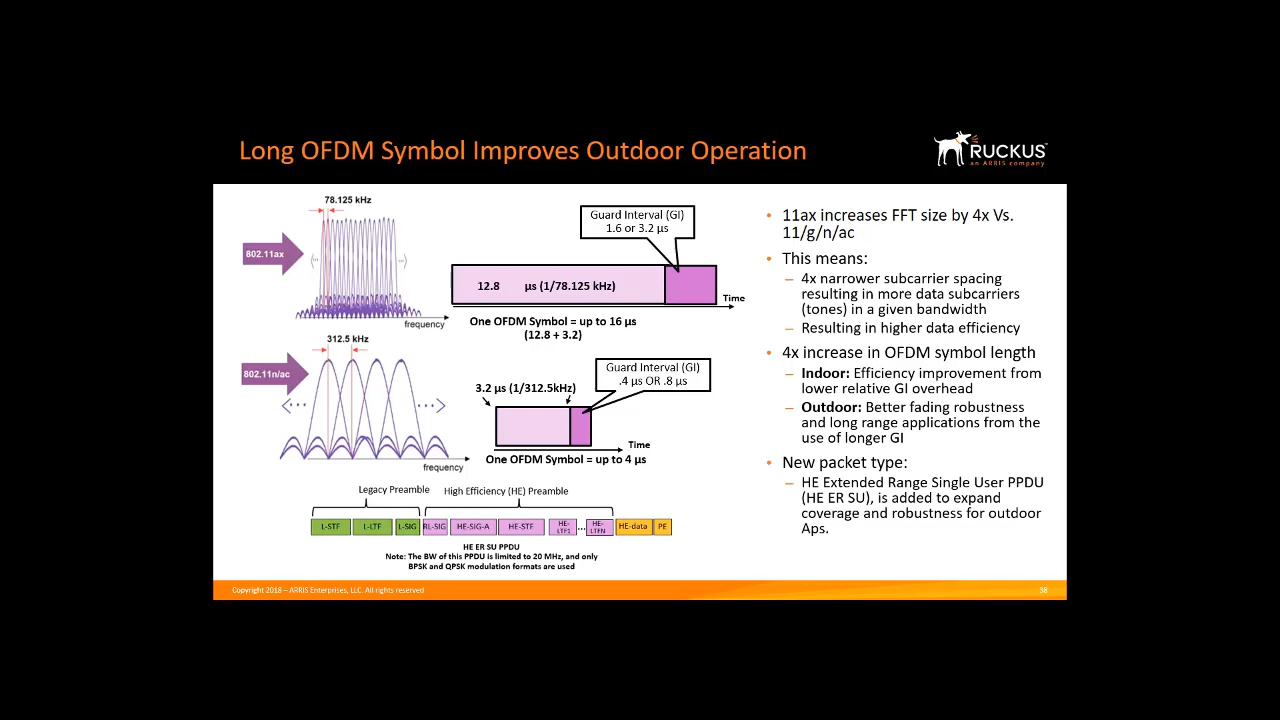 Long OFDM Symbol Improves Outdoor Operation
RUCKUS
an ARRIS company
78.125 kHz
802.11ax
frequency
Guard Interval (GI)
1.6 or 3.2 µs
12.8 µs (1/78.125 kHz)
Time
One OFDM Symbol = up to 16 µs
(12.8 + 3.2)
312.5 kHz
802.11n/ac
frequency
Guard Interval (GI)
.4 µs OR .8 µs
3.2 µs (1/312.5kHz)
Time
One OFDM Symbol = up to 4 µs
Legacy Preamble
High Efficiency (HE) Preamble
L-STF L-LTF L-SIG RL-SIG HE-SIG-A HE-STF HE-LTF1 ... HE-LTFN HE-data PE
HE ER SU PPDU
Note: The BW of this PPDU is limited to 20 MHz, and only
BPSK and QPSK modulation formats are used
• 11ax increases FFT size by 4x Vs.
11/g/n/ac
• This means:
– 4x narrower subcarrier spacing
resulting in more data subcarriers
(tones) in a given bandwidth
– Resulting in higher data efficiency
• 4x increase in OFDM symbol length
– Indoor: Efficiency improvement from
lower relative GI overhead
– Outdoor: Better fading robustness
and long range applications from the
use of longer GI
• New packet type:
– HE Extended Range Single User PPDU
(HE ER SU), is added to expand
coverage and robustness for outdoor
Aps.
Copyright 2018 – ARRIS Enterprises, LLC. All rights reserved
38